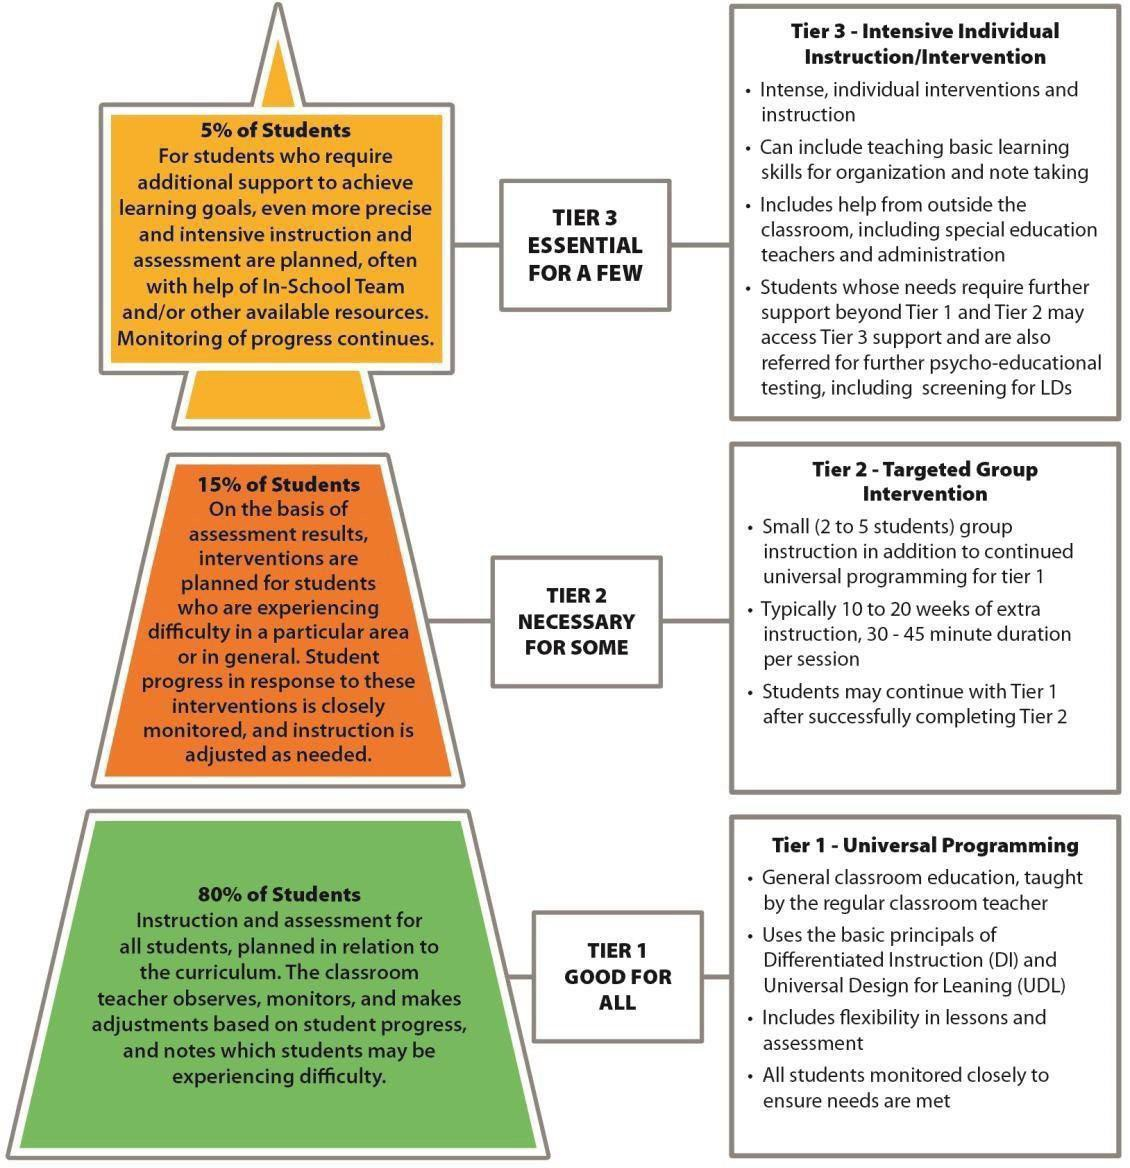 5% of Students
For students who require
additional support to achieve
learning goals, even more precise
and intensive instruction and
assessment are planned, often
with help of In-School Team
and/or other available resources.
Monitoring of progress continues.
TIER 3
ESSENTIAL
FOR A FEW
Tier 3 - Intensive Individual
Instruction/Intervention
• Intense, individual interventions and
instruction
• Can include teaching basic learning
skills for organization and note taking
• Includes help from outside the
classroom, including special education
teachers and administration
• Students whose needs require further
support beyond Tier 1 and Tier 2 may
access Tier 3 support and are also
referred for further psycho-educational
testing, including screening for LDs
15% of Students
On the basis of
assessment results,
interventions are
planned for students
who are experiencing
difficulty in a particular area
or in general. Student
progress in response to these
interventions is closely
monitored, and instruction is
adjusted as needed.
TIER 2
NECESSARY
FOR SOME
Tier 2 - Targeted Group
Intervention
• Small (2 to 5 students) group
instruction in addition to continued
universal programming for tier 1
• Typically 10 to 20 weeks of extra
instruction, 30 - 45 minute duration
per session
• Students may continue with Tier 1
after successfully completing Tier 2
80% of Students
Instruction and assessment for
all students, planned in relation to
the curriculum. The classroom
teacher observes, monitors, and makes
adjustments based on student progress,
and notes which students may be
experiencing difficulty.
TIER 1
GOOD FOR
ALL
Tier 1 - Universal Programming
• General classroom education, taught
by the regular classroom teacher
• Uses the basic principals of
Differentiated Instruction (DI) and
Universal Design for Leaning (UDL)
• Includes flexibility in lessons and
assessment
• All students monitored closely to
ensure needs are met